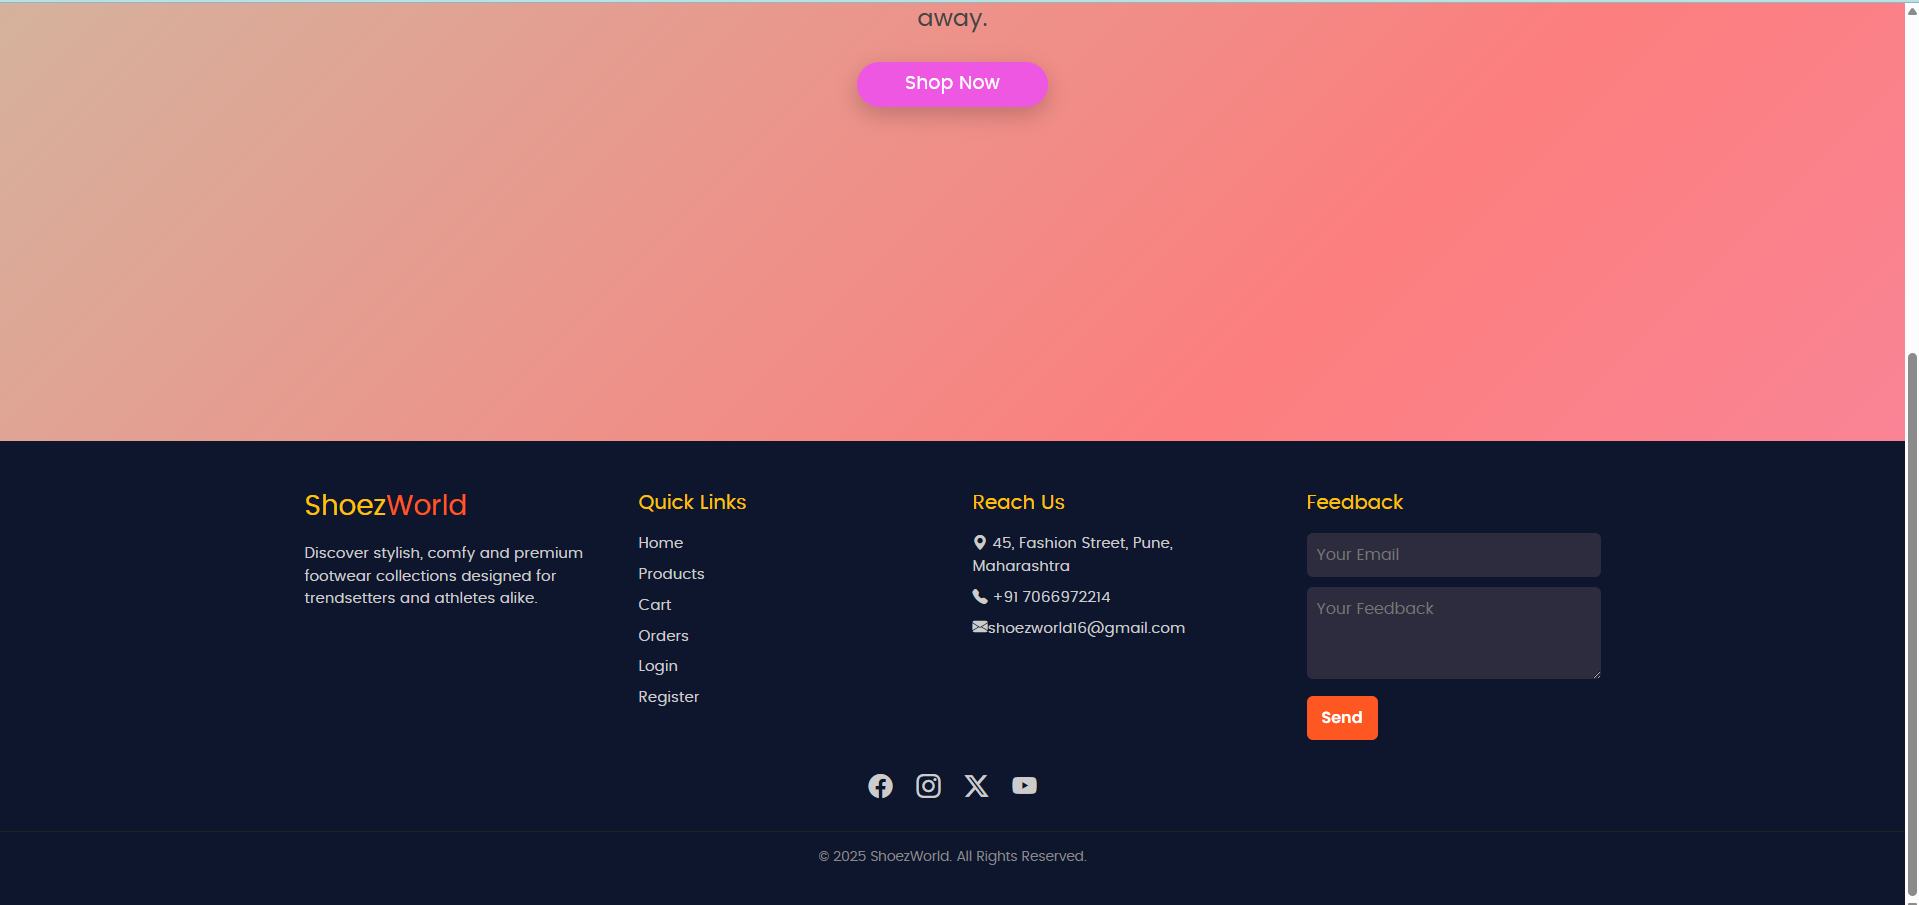 away.
Shop Now
ShoezWorld
Discover stylish, comfy and premium
footwear collections designed for
trendsetters and athletes alike.
Quick Links
Home
Products
Cart
Orders
Login
Register
Reach Us
45, Fashion Street, Pune,
Maharashtra
+91 7066972214
shoezworld16@gmail.com
Feedback
Your Email
Your Feedback
Send
© 2025 ShoezWorld. All Rights Reserved.